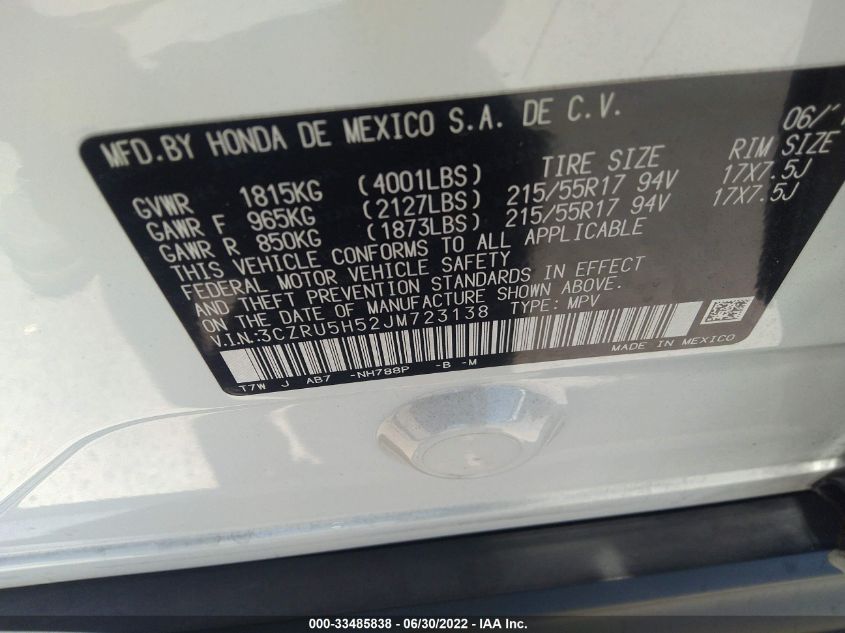 MFD.BY HONDA DE MEXICO S.A. DE C.V. 06/
GVWR 1815KG (4001LBS) TIRE SIZE RIM SIZE
GAWR F 965KG (2127LBS) 215/55R17 94V 17X7.5J
GAWR R 850KG (1873LBS) 215/55R17 94V 17X7.5J
THIS VEHICLE CONFORMS TO ALL APPLICABLE
FEDERAL MOTOR VEHICLE SAFETY
AND THEFT PREVENTION STANDARDS IN EFFECT
ON THE DATE OF MANUFACTURE SHOWN ABOVE.
V.I.N:3CZRU5H52JM723138 TYPE: MPV
T7W J AB7 -NH788P -B -M MADE IN MEXICO
000-33485838 - 06/30/2022 - IAA Inc.